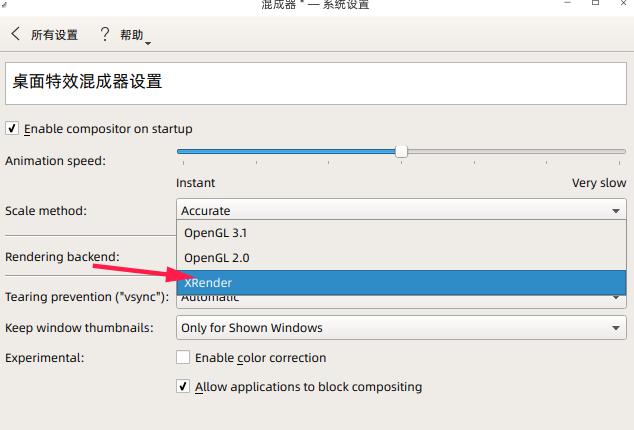 混成器 * — 系统设置
所有设置 ? 帮助
桌面特效混成器设置
Enable compositor on startup
Animation speed:
Instant Very slow
Scale method: Accurate
OpenGL 3.1
Rendering backend: OpenGL 2.0
XRender
Tearing prevention ("vsync"): Automatic
Keep window thumbnails: Only for Shown Windows
Experimental: Enable color correction
Allow applications to block compositing